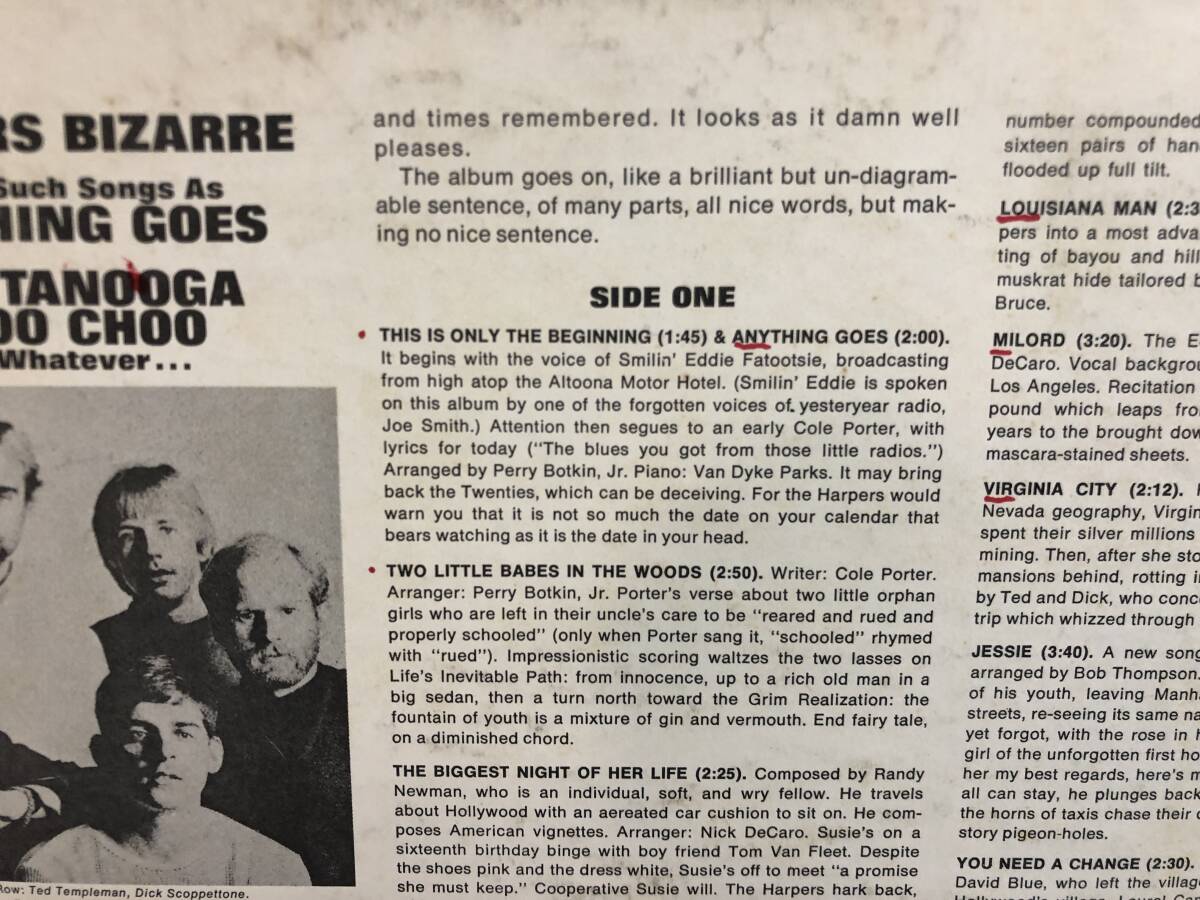 RS BIZARRE
Such Songs As
HING GOES
TANOOGA
OO CHOO
Whatever...
Row: Ted Templeman, Dick Scoppettone.
and times remembered. It looks as it damn well
pleases.
The album goes on, like a brilliant but un-diagram-
able sentence, of many parts, all nice words, but mak-
ing no nice sentence.
SIDE ONE
• THIS IS ONLY THE BEGINNING (1:45) & ANYTHING GOES (2:00).
It begins with the voice of Smilin' Eddie Fatootsie, broadcasting
from high atop the Altoona Motor Hotel. (Smilin' Eddie is spoken
on this album by one of the forgotten voices of yesteryear radio,
Joe Smith.) Attention then segues to an early Cole Porter, with
lyrics for today ("The blues you got from those little radios.")
Arranged by Perry Botkin, Jr. Piano: Van Dyke Parks. It may bring
back the Twenties, which can be deceiving. For the Harpers would
warn you that it is not so much the date on your calendar that
bears watching as it is the date in your head.
• TWO LITTLE BABES IN THE WOODS (2:50). Writer: Cole Porter.
Arranger: Perry Botkin, Jr. Porter's verse about two little orphan
girls who are left in their uncle's care to be "reared and rued and
properly schooled" (only when Porter sang it, "schooled" rhymed
with "rued"). Impressionistic scoring waltzes the two lasses on
Life's Inevitable Path: from innocence, up to a rich old man in a
big sedan, then a turn north toward the Grim Realization: the
fountain of youth is a mixture of gin and vermouth. End fairy tale,
on a diminished chord.
THE BIGGEST NIGHT OF HER LIFE (2:25). Composed by Randy
Newman, who is an individual, soft, and wry fellow. He travels
about Hollywood with an aereated car cushion to sit on. He com-
poses American vignettes. Arranger: Nick DeCaro. Susie's on a
sixteenth birthday binge with boy friend Tom Van Fleet. Despite
the shoes pink and the dress white, Susie's off to meet "a promise
she must keep." Cooperative Susie will. The Harpers hark back,
number compounded
sixteen pairs of han
flooded up full tilt.
LOUISIANA MAN (2:3
pers into a most adva
ting of bayou and hill
muskrat hide tailored b
Bruce.
MILORD (3:20). The E
DeCaro. Vocal backgrou
Los Angeles. Recitation
pound which leaps fro
years to the brought dow
mascara-stained sheets.
VIRGINIA CITY (2:12).
Nevada geography, Virgin
spent their silver millions
mining. Then, after she sto
mansions behind, rotting i
by Ted and Dick, who conc
trip which whizzed through
JESSIE (3:40). A new song
arranged by Bob Thompson.
of his youth, leaving Manh
streets, re-seeing its same na
yet forgot, with the rose in h
girl of the unforgotten first ho
her my best regards, here's m
all can stay, he plunges back
the horns of taxis chase their
story pigeon-holes.
YOU NEED A CHANGE (2:30).
David Blue, who left the village